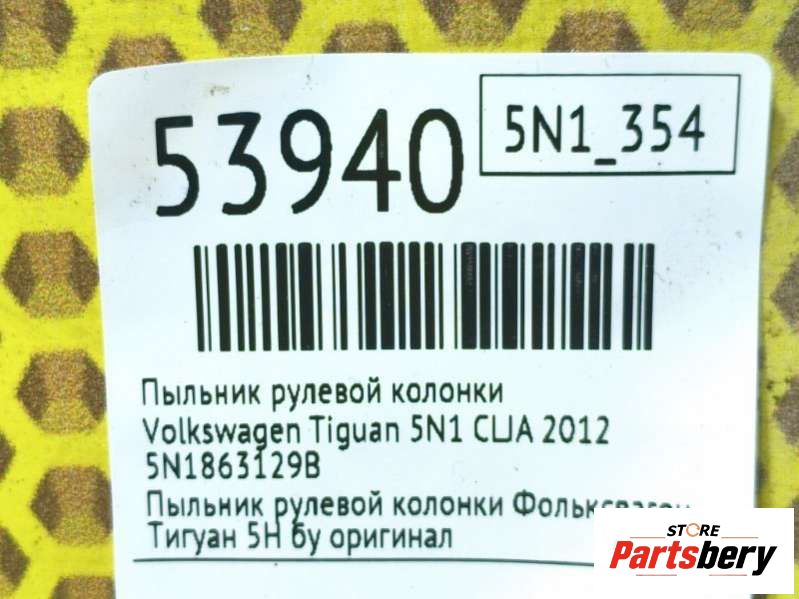 53940
5N1_354
Пыльник рулевой колонки
Volkswagen Tiguan 5N1 CЩA 2012
5N1863129B
Пыльник рулевой колонки
Тигуан 5Н бу оригинал
STORE
Partsbery